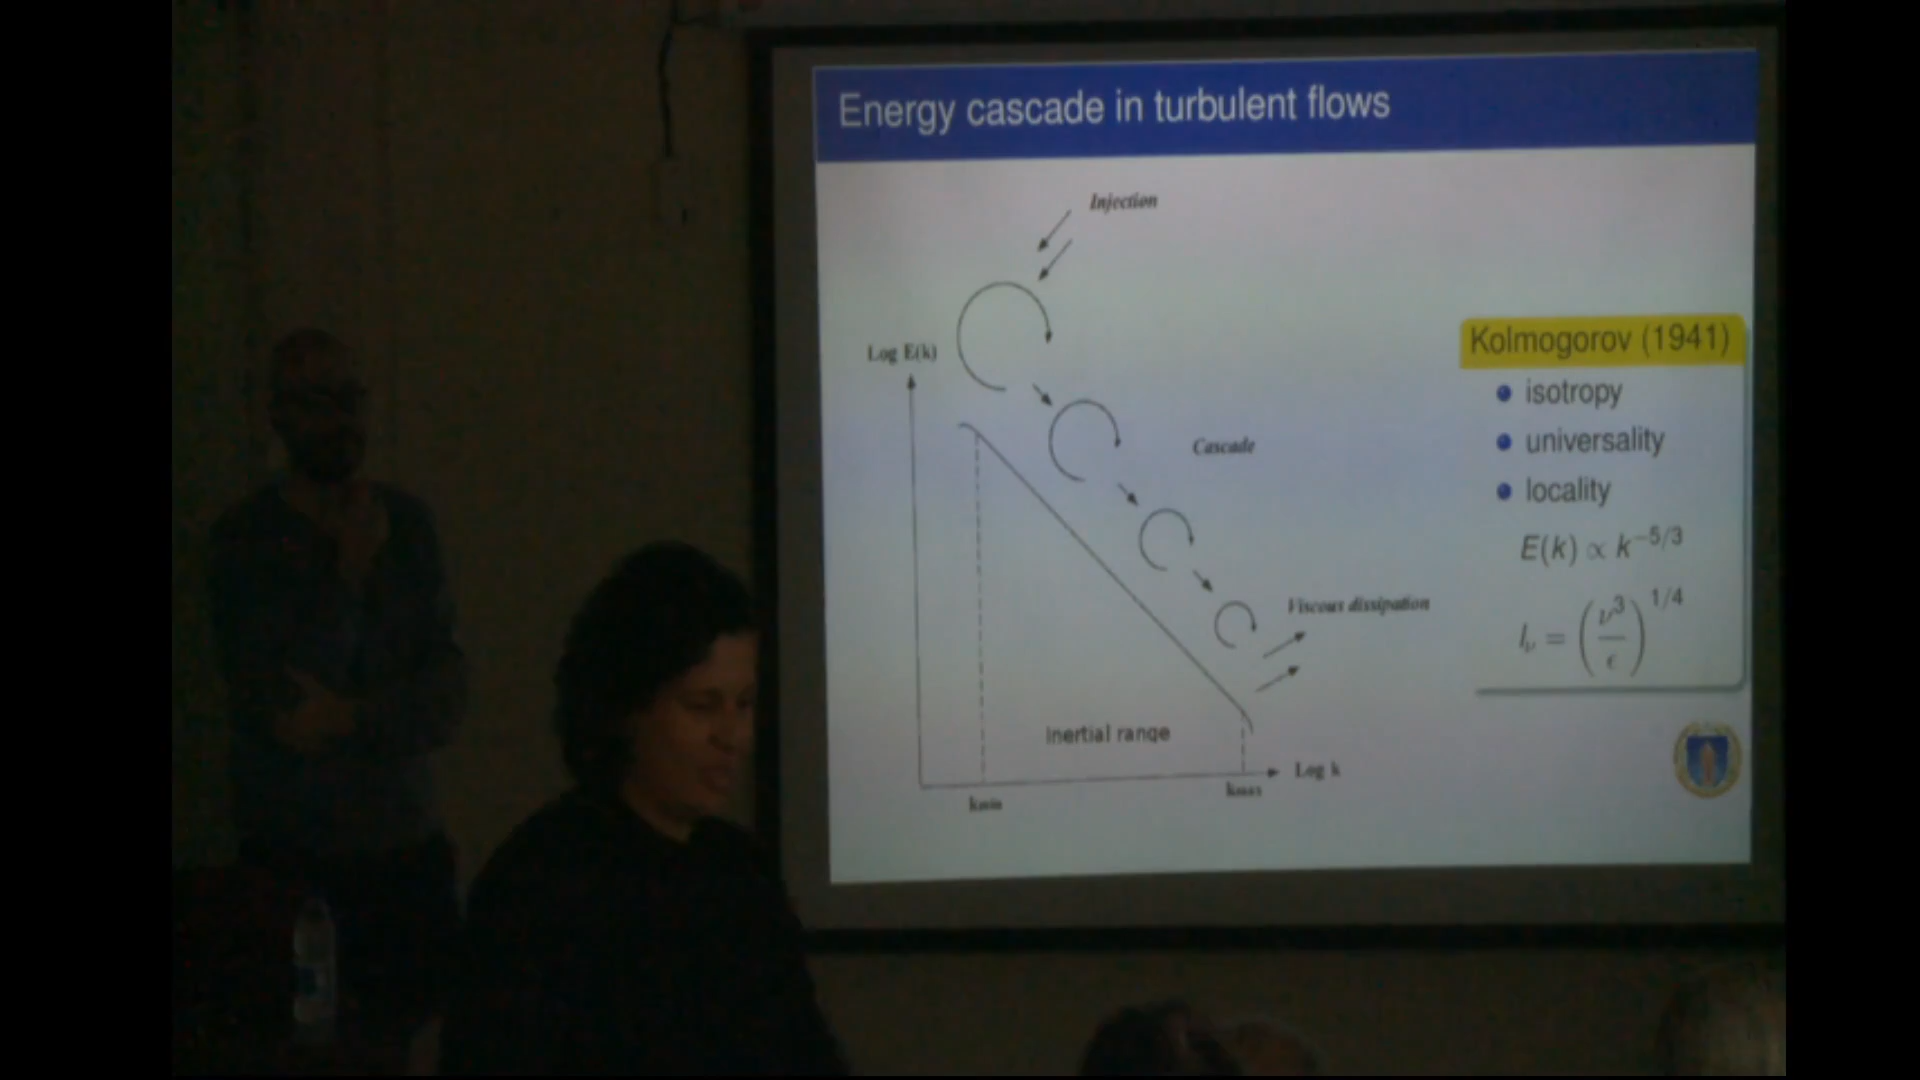 Energy cascade in turbulent flows
Injection
Log E(k)
Cascade
Viscous dissipation
Inertial range
Log k
kmin
kmax
Kolmogorov (1941)
isotropy
universality
locality
E(k) ∝ k^{-5/3}
l_ν = (ν^3/ϵ)^{1/4}